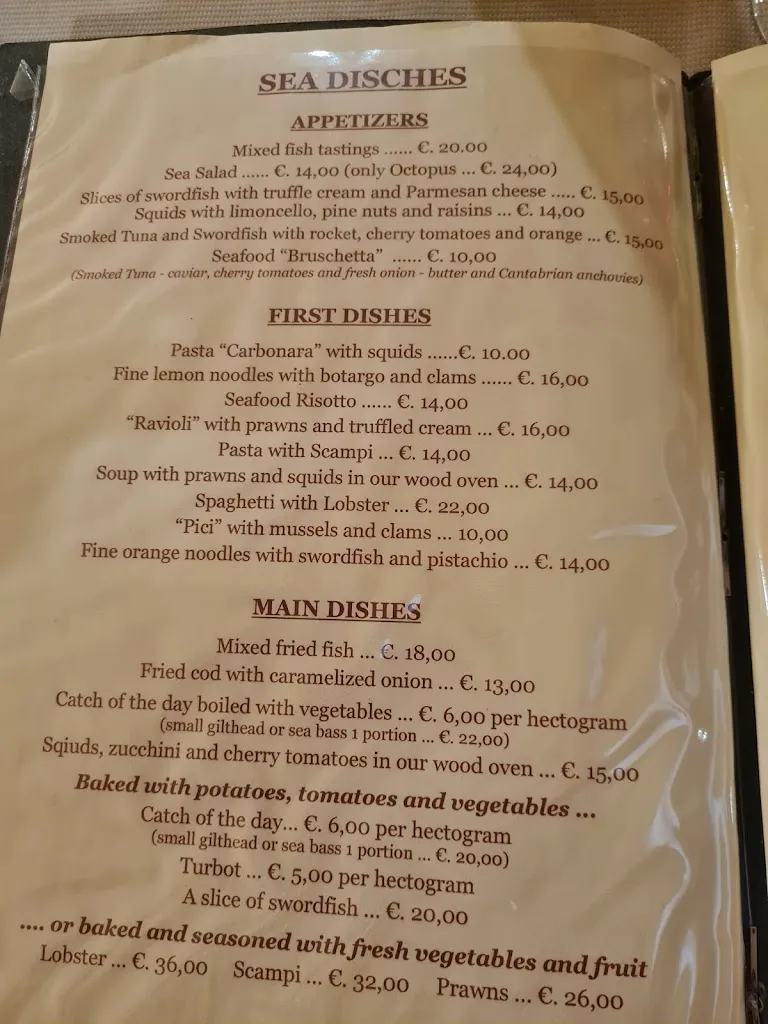 SEA DISCHES
APPETIZERS
Mixed fish tastings ...... €. 20.00
Sea Salad ...... €. 14,00 (only Octopus ... €. 24,00)
Slices of swordfish with truffle cream and Parmesan cheese ..... €. 15,00
Squids with limoncello, pine nuts and raisins ... €. 14,00
Smoked Tuna and Swordfish with rocket, cherry tomatoes and orange ... €. 15,00
Seafood “Bruschetta” ...... €. 10,00
(Smoked Tuna - caviar, cherry tomatoes and fresh onion - butter and Cantabrian anchovies)
FIRST DISHES
Pasta “Carbonara” with squids ......€. 10.00
Fine lemon noodles with botargo and clams ...... €. 16,00
Seafood Risotto ...... €. 14,00
“Ravioli” with prawns and truffled cream ... €. 16,00
Pasta with Scampi ... €. 14,00
Soup with prawns and squids in our wood oven ... €. 14,00
Spaghetti with Lobster ... €. 22,00
“Pici” with mussels and clams ... 10,00
Fine orange noodles with swordfish and pistachio ... €. 14,00
MAIN DISHES
Mixed fried fish ... €. 18,00
Fried cod with caramelized onion ... €. 13,00
Catch of the day boiled with vegetables ... €. 6,00 per hectogram
(small gilthead or sea bass 1 portion ... €. 22,00)
Sqiuds, zucchini and cherry tomatoes in our wood oven ... €. 15,00
Baked with potatoes, tomatoes and vegetables ...
Catch of the day... €. 6,00 per hectogram
(small gilthead or sea bass 1 portion ... €. 20,00)
Turbot ... €. 5,00 per hectogram
A slice of swordfish ... €. 20,00
.... or baked and seasoned with fresh vegetables and fruit
Lobster ... €. 36,00 Scampi ... €. 32,00 Prawns ... €. 26,00